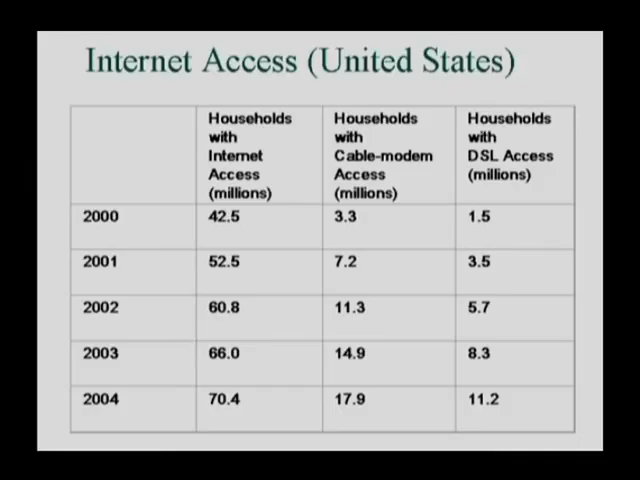 Internet Access (United States)
Households with Internet Access (millions)
Households with Cable-modem Access (millions)
Households with DSL Access (millions)
2000 42.5 3.3 1.5
2001 52.5 7.2 3.5
2002 60.8 11.3 5.7
2003 66.0 14.9 8.3
2004 70.4 17.9 11.2